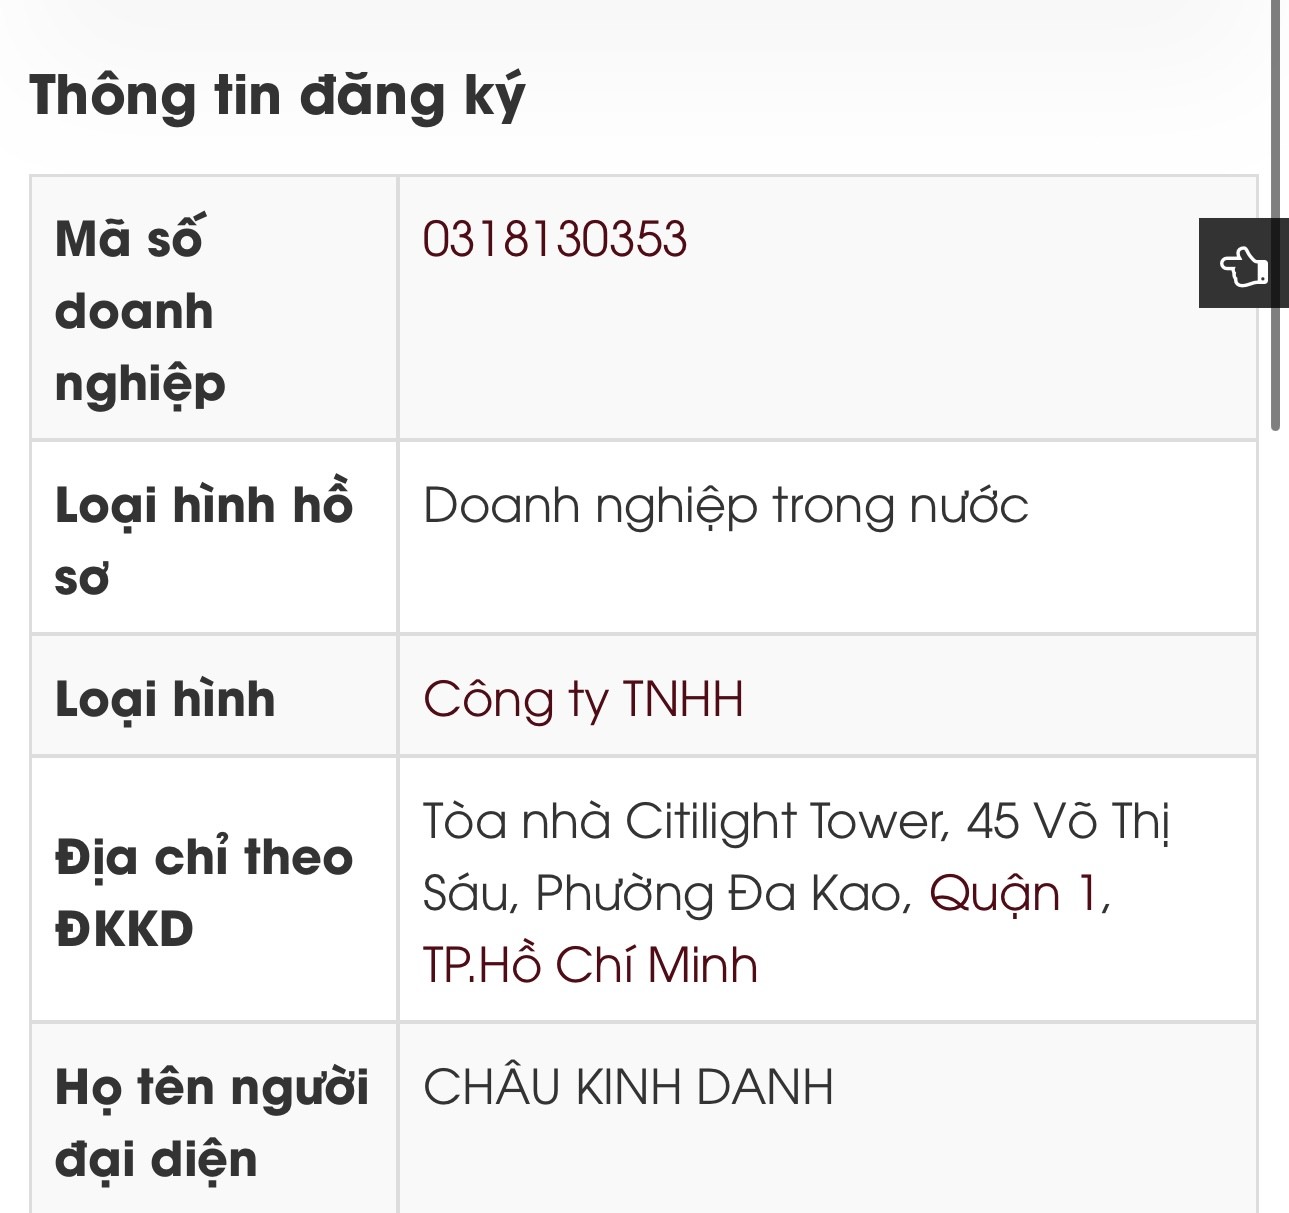 Thông tin đăng ký
Mã số
doanh
nghiệp
0318130353
Loại hình hồ
sơ
Doanh nghiệp trong nước
Loại hình
Công ty TNHH
Địa chỉ theo
ĐKKD
Tòa nhà Citilight Tower, 45 Võ Thị
Sáu, Phường Đa Kao, Quận 1,
TP.Hồ Chí Minh
Họ tên người
đại diện
CHÂU KINH DANH